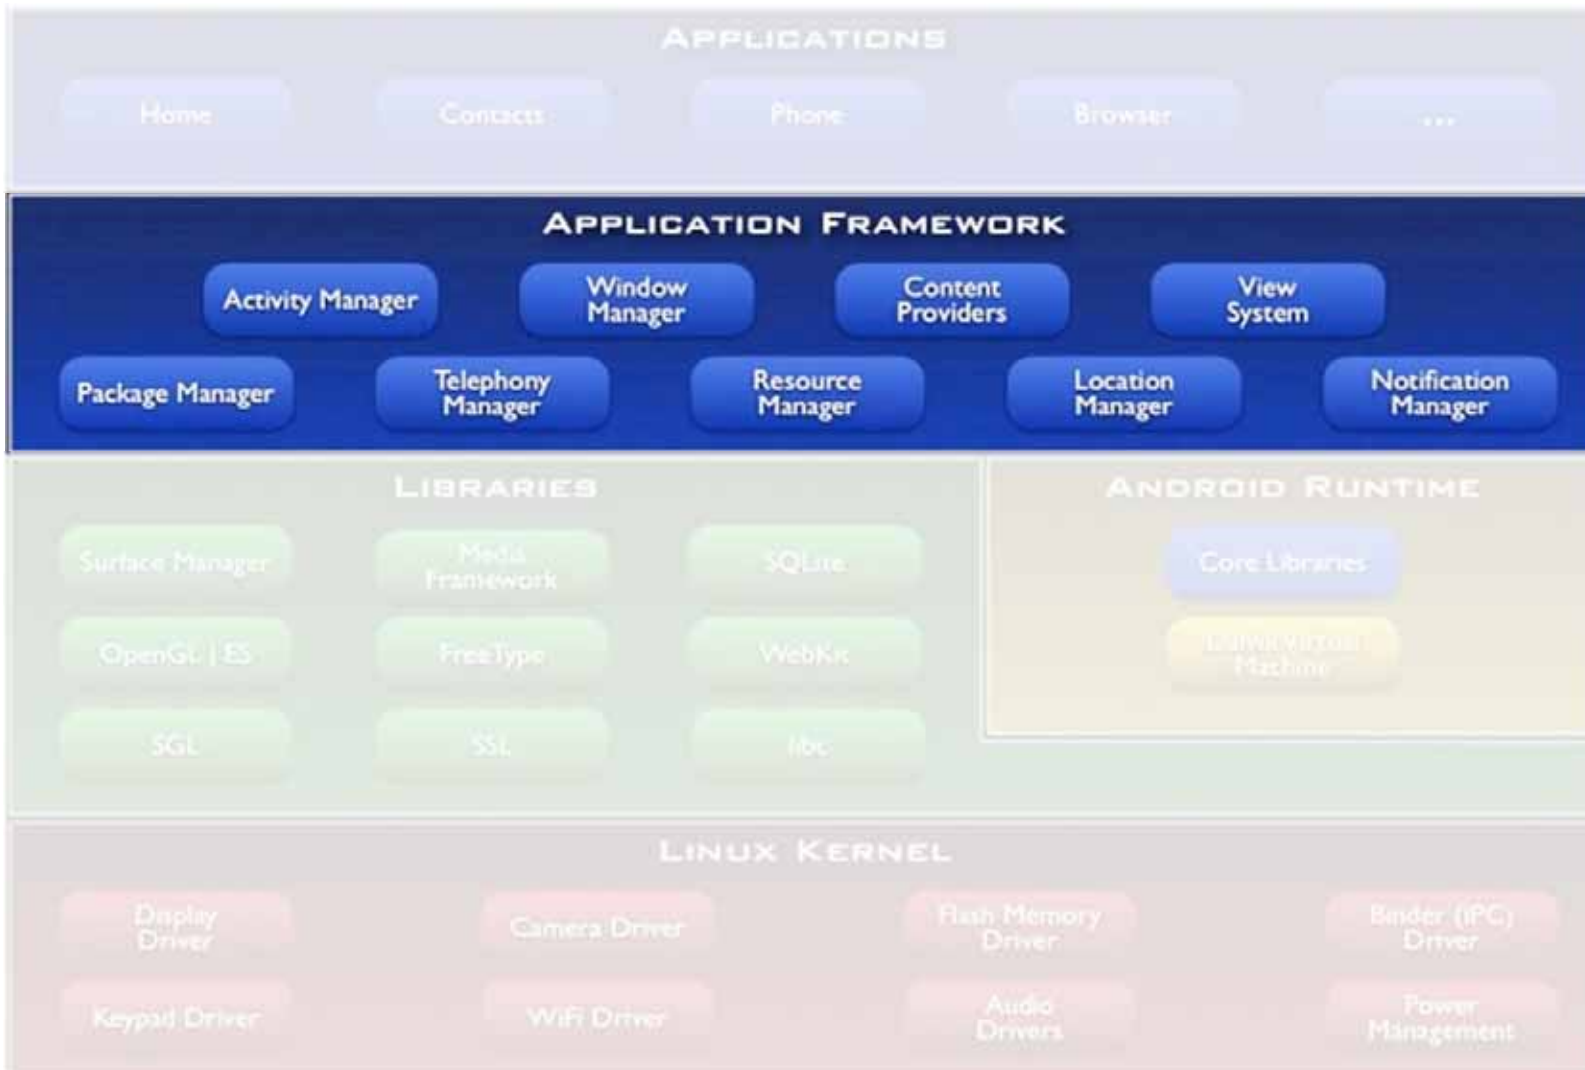 APPLICATIONS
Home
Contacts
Phone
Browser
...
APPLICATION FRAMEWORK
Activity Manager
Window
Manager
Content
Providers
View
System
Package Manager
Telephony
Manager
Resource
Manager
Location
Manager
Notification
Manager
LIBRARIES
Surface Manager
Media
Framework
SQLite
OpenGL | ES
FreeType
WebKit
SGL
SSL
libc
ANDROID RUNTIME
Core Libraries
Dalvik Virtual
Machine
LINUX KERNEL
Display
Driver
Camera Driver
Flash Memory
Driver
Binder (IPC)
Driver
Keypad Driver
WiFi Driver
Audio
Drivers
Power
Management